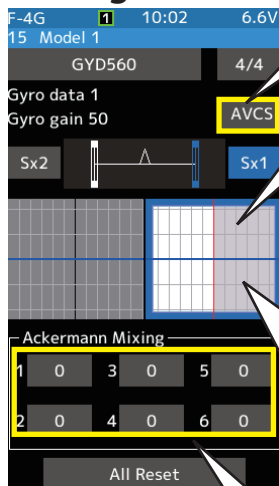 F-4G 1 10:02 6.6V
15 Model 1
GYD560 4/4
Gyro data 1
Gyro gain 50 AVCS
Sx2 Sx1
Ackermann Mixing
1 0 3 0 5 0
2 0 4 0 6 0
All Reset